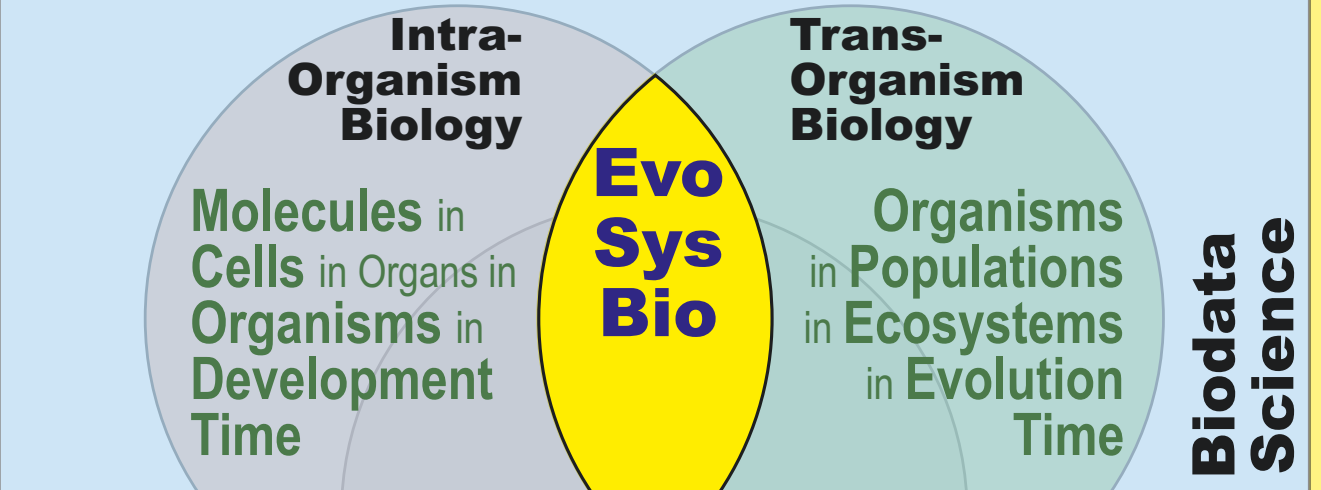 Intra-
Organism
Biology
Molecules in
Cells in Organs in
Organisms in
Development
Time
Evo
Sys
Bio
Trans-
Organism
Biology
Organisms
in Populations
in Ecosystems
in Evolution
Time
Biodata
Science